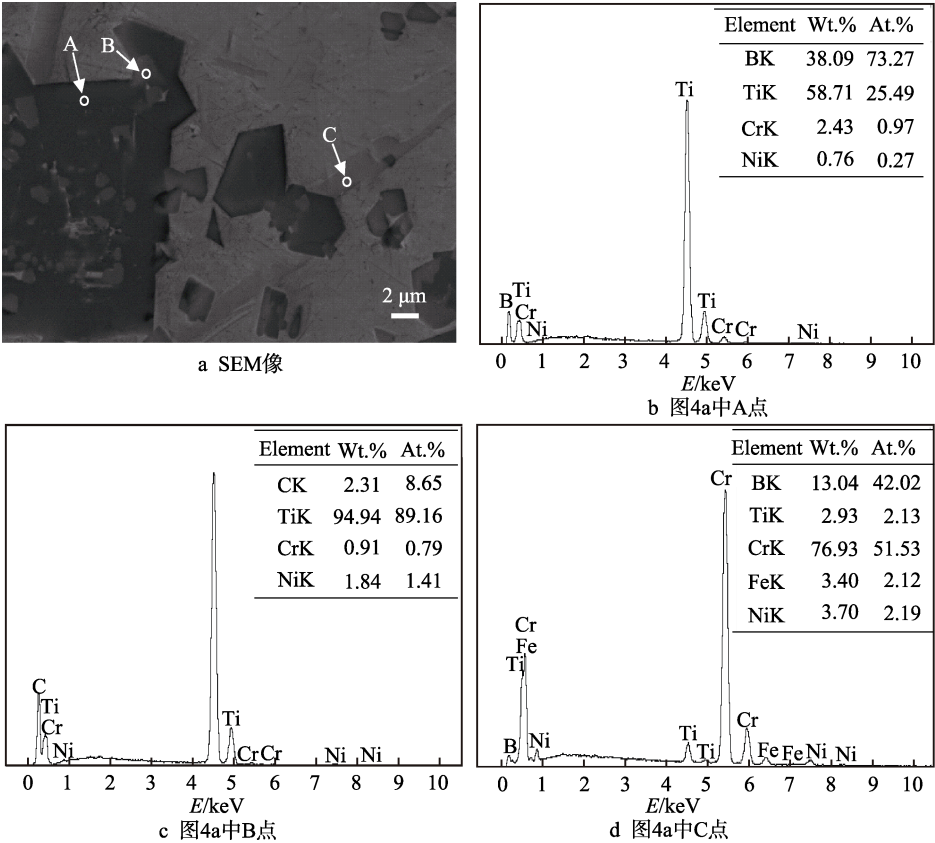 A
B
C
2 μm
a SEM像
Element Wt.% At.%
BK 38.09 73.27
TiK 58.71 25.49
CrK 2.43 0.97
NiK 0.76 0.27
Ti
B
Ti
Cr
Ni
Ti
Cr
Cr
Ni
0 1 2 3 4 5 6 7 8 9 10
E/keV
b 图4a中A点
Element Wt.% At.%
CK 2.31 8.65
TiK 94.94 89.16
CrK 0.91 0.79
NiK 1.84 1.41
C
Ti
Cr
Ni
Ti
Cr
Cr
Ni
Ni
0 1 2 3 4 5 6 7 8 9 10
E/keV
c 图4a中B点
Element Wt.% At.%
BK 13.04 42.02
TiK 2.93 2.13
CrK 76.93 51.53
FeK 3.40 2.12
NiK 3.70 2.19
Cr
Cr
Fe
Ti
B
Ni
Ti
Ti
Cr
Fe
Fe
Ni
Ni
0 1 2 3 4 5 6 7 8 9 10
E/keV
d 图4a中C点